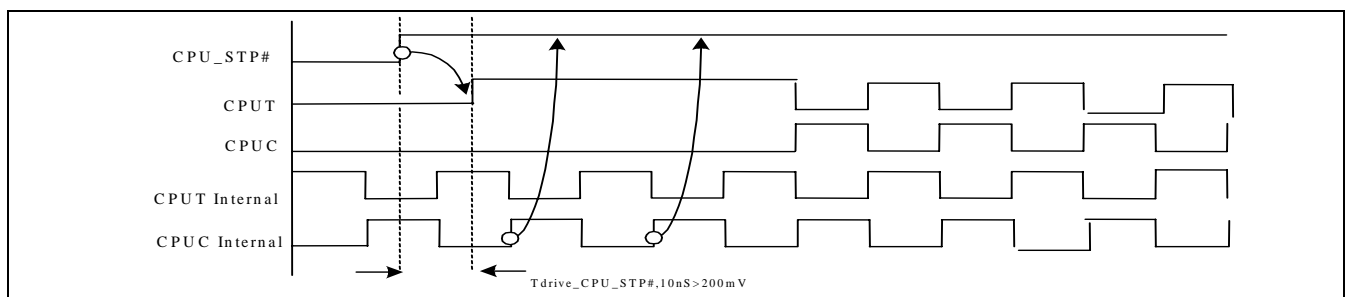 CPU_STP#
CPUT
CPUC
CPUT Internal
CPUC Internal
Tdrive_CPU_STP#,10nS>200mV